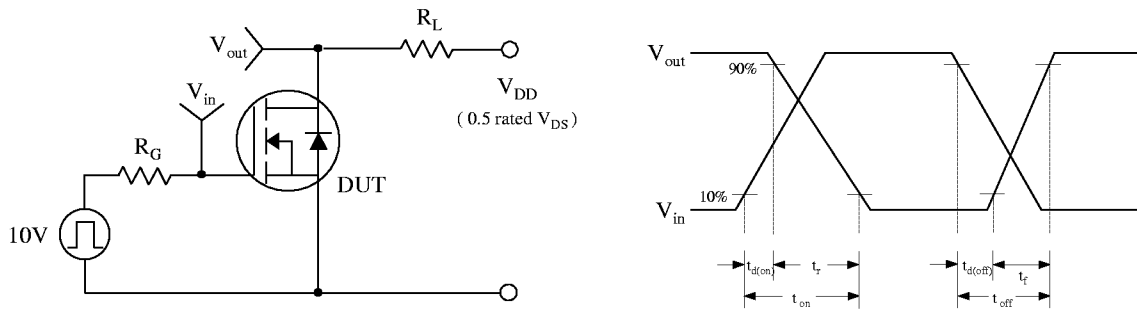 R_L
V_out
V_in
V_DD
( 0.5 rated V_DS )
R_G
DUT
10V
V_out
90%
10%
V_in
t_d(on)
t_r
t_d(off)
t_f
t_on
t_off